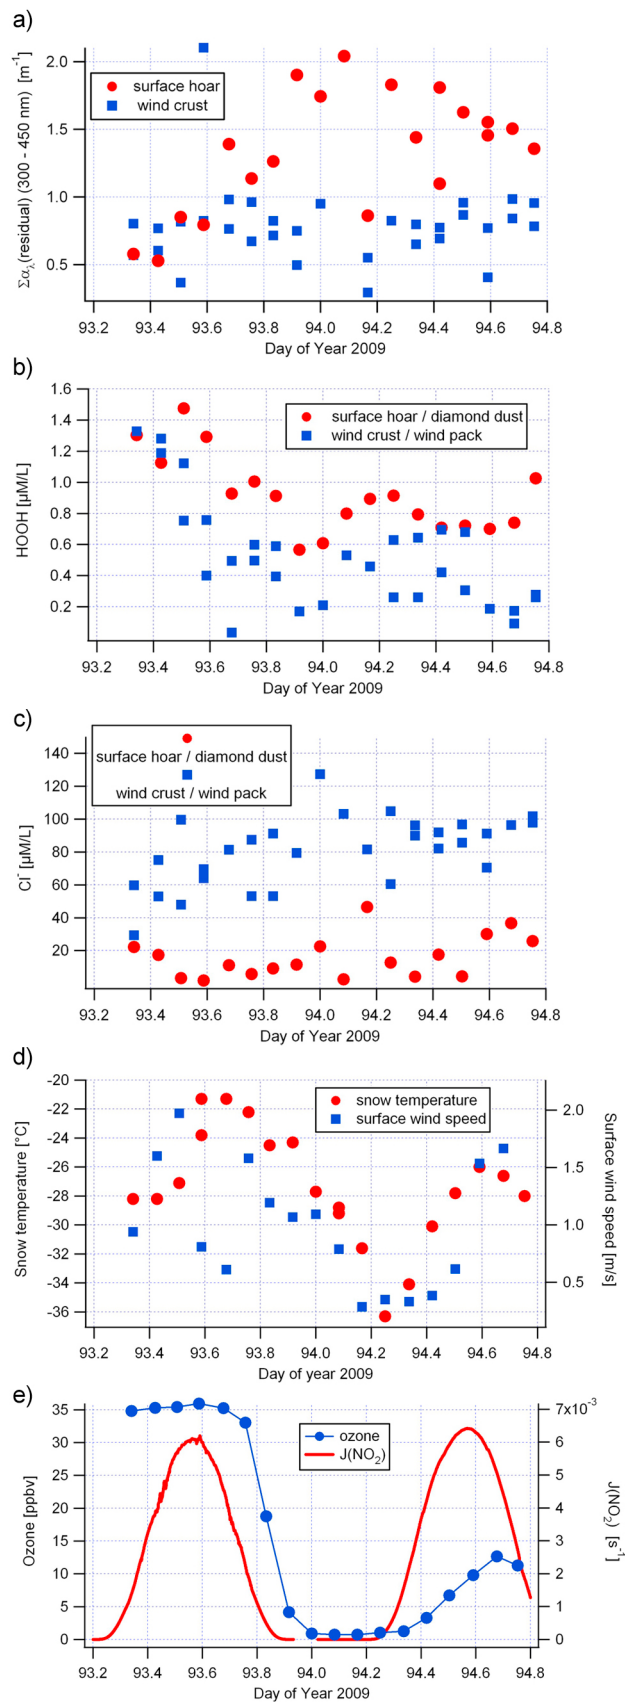 a)
2.0
1.5
1.0
0.5
Σα_λ(residual) (300 - 450 nm) [m⁻¹]
surface hoar
wind crust
93.2 93.4 93.6 93.8 94.0 94.2 94.4 94.6 94.8
Day of Year 2009
b)
1.6
1.4
1.2
1.0
0.8
0.6
0.4
0.2
HOOH [µM/L]
surface hoar / diamond dust
wind crust / wind pack
93.2 93.4 93.6 93.8 94.0 94.2 94.4 94.6 94.8
Day of Year 2009
c)
140
120
100
80
60
40
20
Cl⁻ [µM/L]
surface hoar / diamond dust
wind crust / wind pack
93.2 93.4 93.6 93.8 94.0 94.2 94.4 94.6 94.8
Day of Year 2009
d)
-20
-22
-24
-26
-28
-30
-32
-34
-36
Snow temperature [°C]
snow temperature
surface wind speed
2.0
1.5
1.0
0.5
Surface wind speed [m/s]
93.2 93.4 93.6 93.8 94.0 94.2 94.4 94.6 94.8
Day of year 2009
e)
35
30
25
20
15
10
5
0
Ozone [ppbv]
ozone
J(NO₂)
7x10⁻³
6
5
4
3
2
1
0
J(NO₂) [s⁻¹]
93.2 93.4 93.6 93.8 94.0 94.2 94.4 94.6 94.8
Day of Year 2009